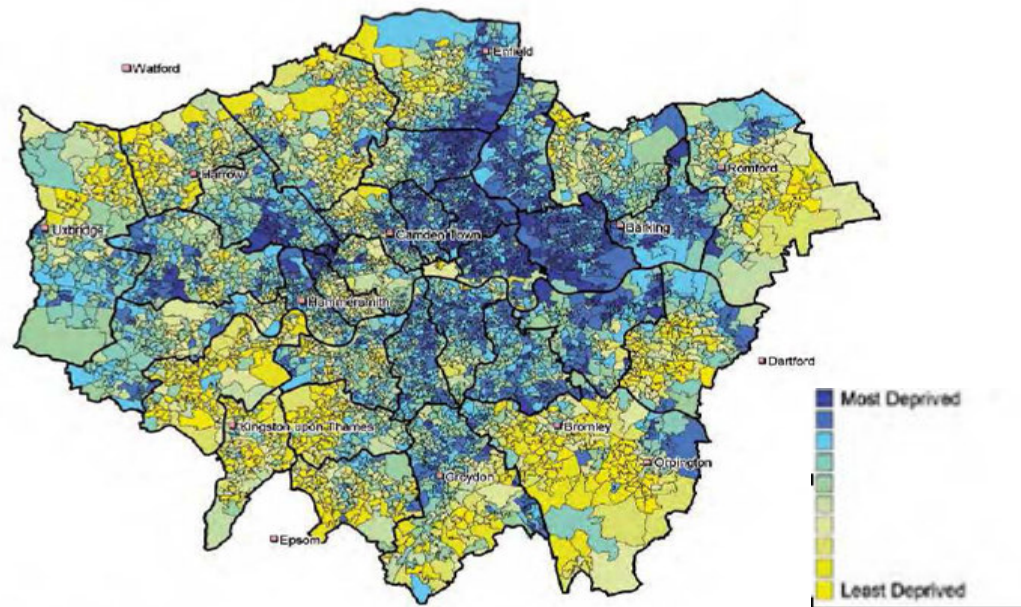 Enfield
Watford
Harrow
Romford
Uxbridge
Camden Town
Barking
Hammersmith
Dartford
Most Deprived
Kingston upon Thames
Bromley
Orpington
Croydon
Epsom
Least Deprived